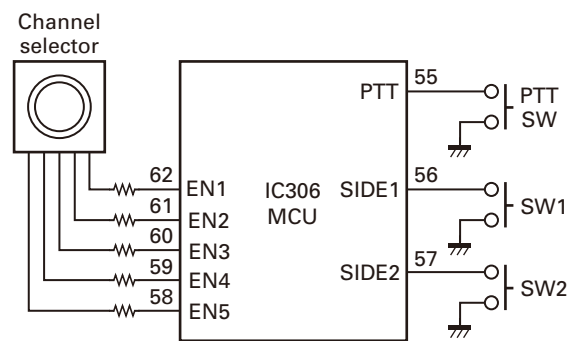 Channel
selector
62
EN1
61
EN2
60
EN3
59
EN4
58
EN5
IC306
MCU
PTT
55
SIDE1
56
SIDE2
57
PTT
SW
SW1
SW2